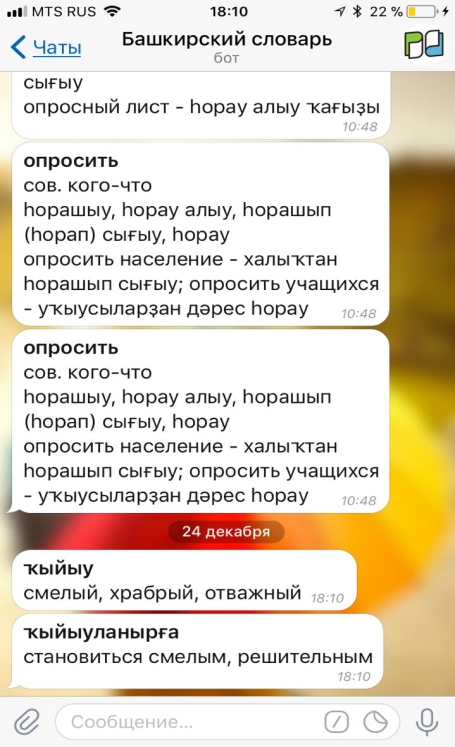 MTS RUS 18:10 22 %
Чаты
Башкирский словарь
бот
сығыу
опросный лист - һорау алыу ҡағыҙы
10:48
опросить
сов. кого-что
һорашыу, һорау алыу, һорашып
(һорап) сығыу, һорау
опросить население - халыҡтан
һорашып сығыу; опросить учащихся
- уҡыусыларҙан дәрес һорау 10:48
опросить
сов. кого-что
һорашыу, һорау алыу, һорашып
(һорап) сығыу, һорау
опросить население - халыҡтан
һорашып сығыу; опросить учащихся
- уҡыусыларҙан дәрес һорау 10:48
24 декабря
ҡыйыу
смелый, храбрый, отважный 18:10
ҡыйыуланырға
становиться смелым, решительным
18:10
Сообщение...